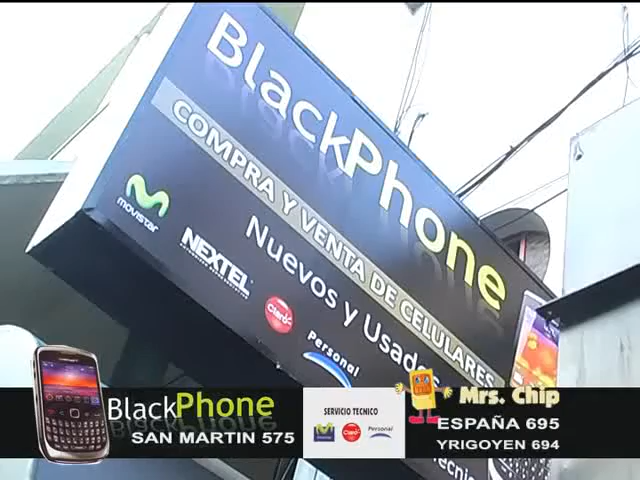 BlackPhone
COMPRA Y VENTA DE CELULARES
Nuevos y Usados
movistar
NEXTEL
Claro
Personal
BlackPhone
SAN MARTIN 575
SERVICIO TECNICO
movistar
Claro
Personal
Mrs. Chip
ESPAÑA 695
YRIGOYEN 694